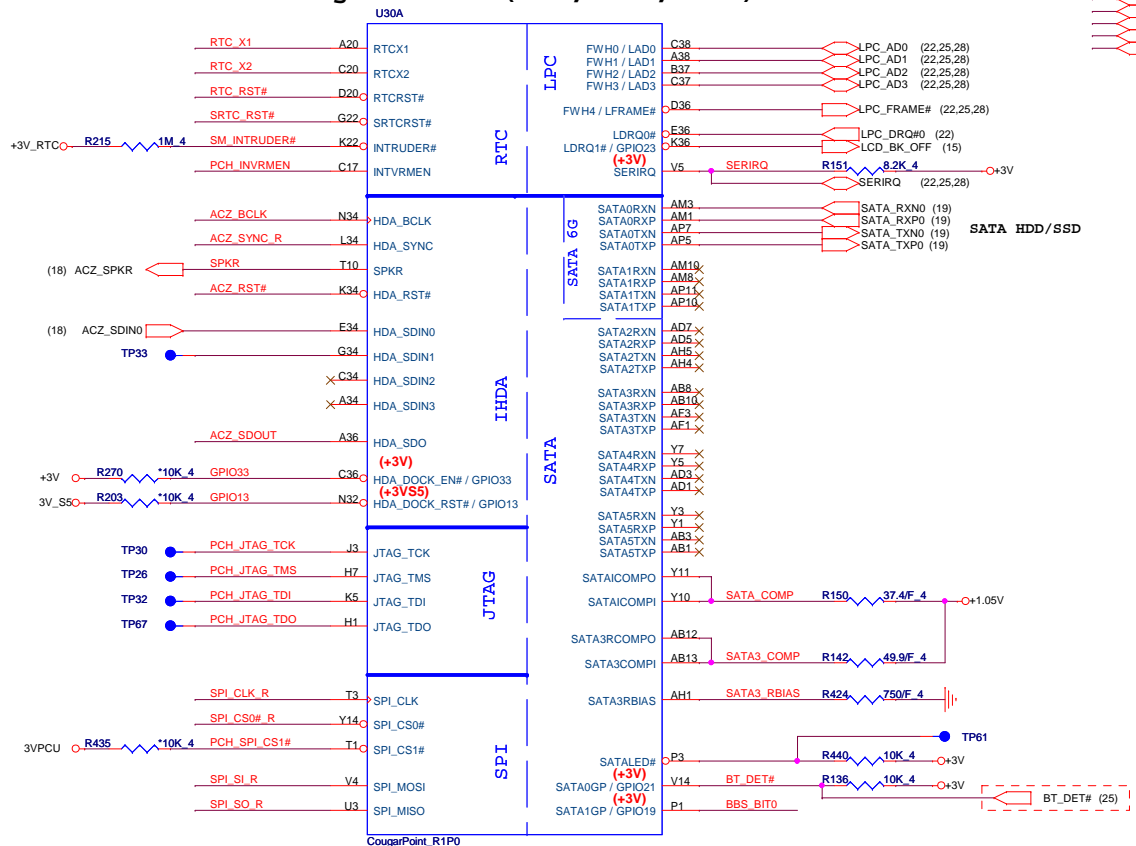 U30A
RTC_X1 A20 RTCX1
RTC_X2 C20 RTCX2
RTC_RST# D20 RTCRST#
SRTC_RST# G22 SRTCRST#
+3V_RTC R215 1M_4 SM_INTRUDER# K22 INTRUDER#
PCH_INVRMEN C17 INTVRMEN
RTC
LPC
FWH0 / LAD0 C38 LPC_AD0 (22,25,28)
FWH1 / LAD1 A38 LPC_AD1 (22,25,28)
FWH2 / LAD2 B37 LPC_AD2 (22,25,28)
FWH3 / LAD3 C37 LPC_AD3 (22,25,28)
FWH4 / LFRAME# D36 LPC_FRAME# (22,25,28)
LDRQ0# E36 LPC_DRQ#0 (22)
LDRQ1# / GPIO23 K36 LCD_BK_OFF (15)
(+3V)
SERIRQ V5 SERIRQ R151 8.2K_4 +3V
SERIRQ (22,25,28)
ACZ_BCLK N34 HDA_BCLK
ACZ_SYNC_R L34 HDA_SYNC
(18) ACZ_SPKR SPKR T10 SPKR
ACZ_RST# K34 HDA_RST#
(18) ACZ_SDIN0 E34 HDA_SDIN0
TP33 G34 HDA_SDIN1
C34 HDA_SDIN2
A34 HDA_SDIN3
ACZ_SDOUT A36 HDA_SDO
(+3V)
+3V R270 *10K_4 GPIO33 C36 HDA_DOCK_EN# / GPIO33
(+3VS5)
3V_S5 R203 *10K_4 GPIO13 N32 HDA_DOCK_RST# / GPIO13
IHDA
SATA 6G
SATA
SATA0RXN AM3 SATA_RXN0 (19)
SATA0RXP AM1 SATA_RXP0 (19)
SATA0TXN AP7 SATA_TXN0 (19)
SATA0TXP AP5 SATA_TXP0 (19)
SATA HDD/SSD
SATA1RXN AM10
SATA1RXP AM8
SATA1TXN AP11
SATA1TXP AP10
SATA2RXN AD7
SATA2RXP AD5
SATA2TXN AH5
SATA2TXP AH4
SATA3RXN AB8
SATA3RXP AB10
SATA3TXN AF3
SATA3TXP AF1
SATA4RXN Y7
SATA4RXP Y5
SATA4TXN AD3
SATA4TXP AD1
SATA5RXN Y3
SATA5RXP Y1
SATA5TXN AB3
SATA5TXP AB1
SATAICOMPO Y11
SATAICOMPI Y10 SATA_COMP R150 37.4/F_4 +1.05V
SATA3RCOMPO AB12
SATA3COMPI AB13 SATA3_COMP R142 49.9/F_4
SATA3RBIAS AH1 SATA3_RBIAS R424 750/F_4
TP61
SATALED# P3 R440 10K_4 +3V
(+3V)
SATA0GP / GPIO21 V14 BT_DET# R136 10K_4 +3V
BT_DET# (25)
(+3V)
SATA1GP / GPIO19 P1 BBS_BIT0
TP30 PCH_JTAG_TCK J3 JTAG_TCK
TP26 PCH_JTAG_TMS H7 JTAG_TMS
TP32 PCH_JTAG_TDI K5 JTAG_TDI
TP67 PCH_JTAG_TDO H1 JTAG_TDO
JTAG
SPI_CLK_R T3 SPI_CLK
SPI_CS0#_R Y14 SPI_CS0#
3VPCU R435 *10K_4 PCH_SPI_CS1# T1 SPI_CS1#
SPI_SI_R V4 SPI_MOSI
SPI_SO_R U3 SPI_MISO
SPI
CougarPoint_R1P0